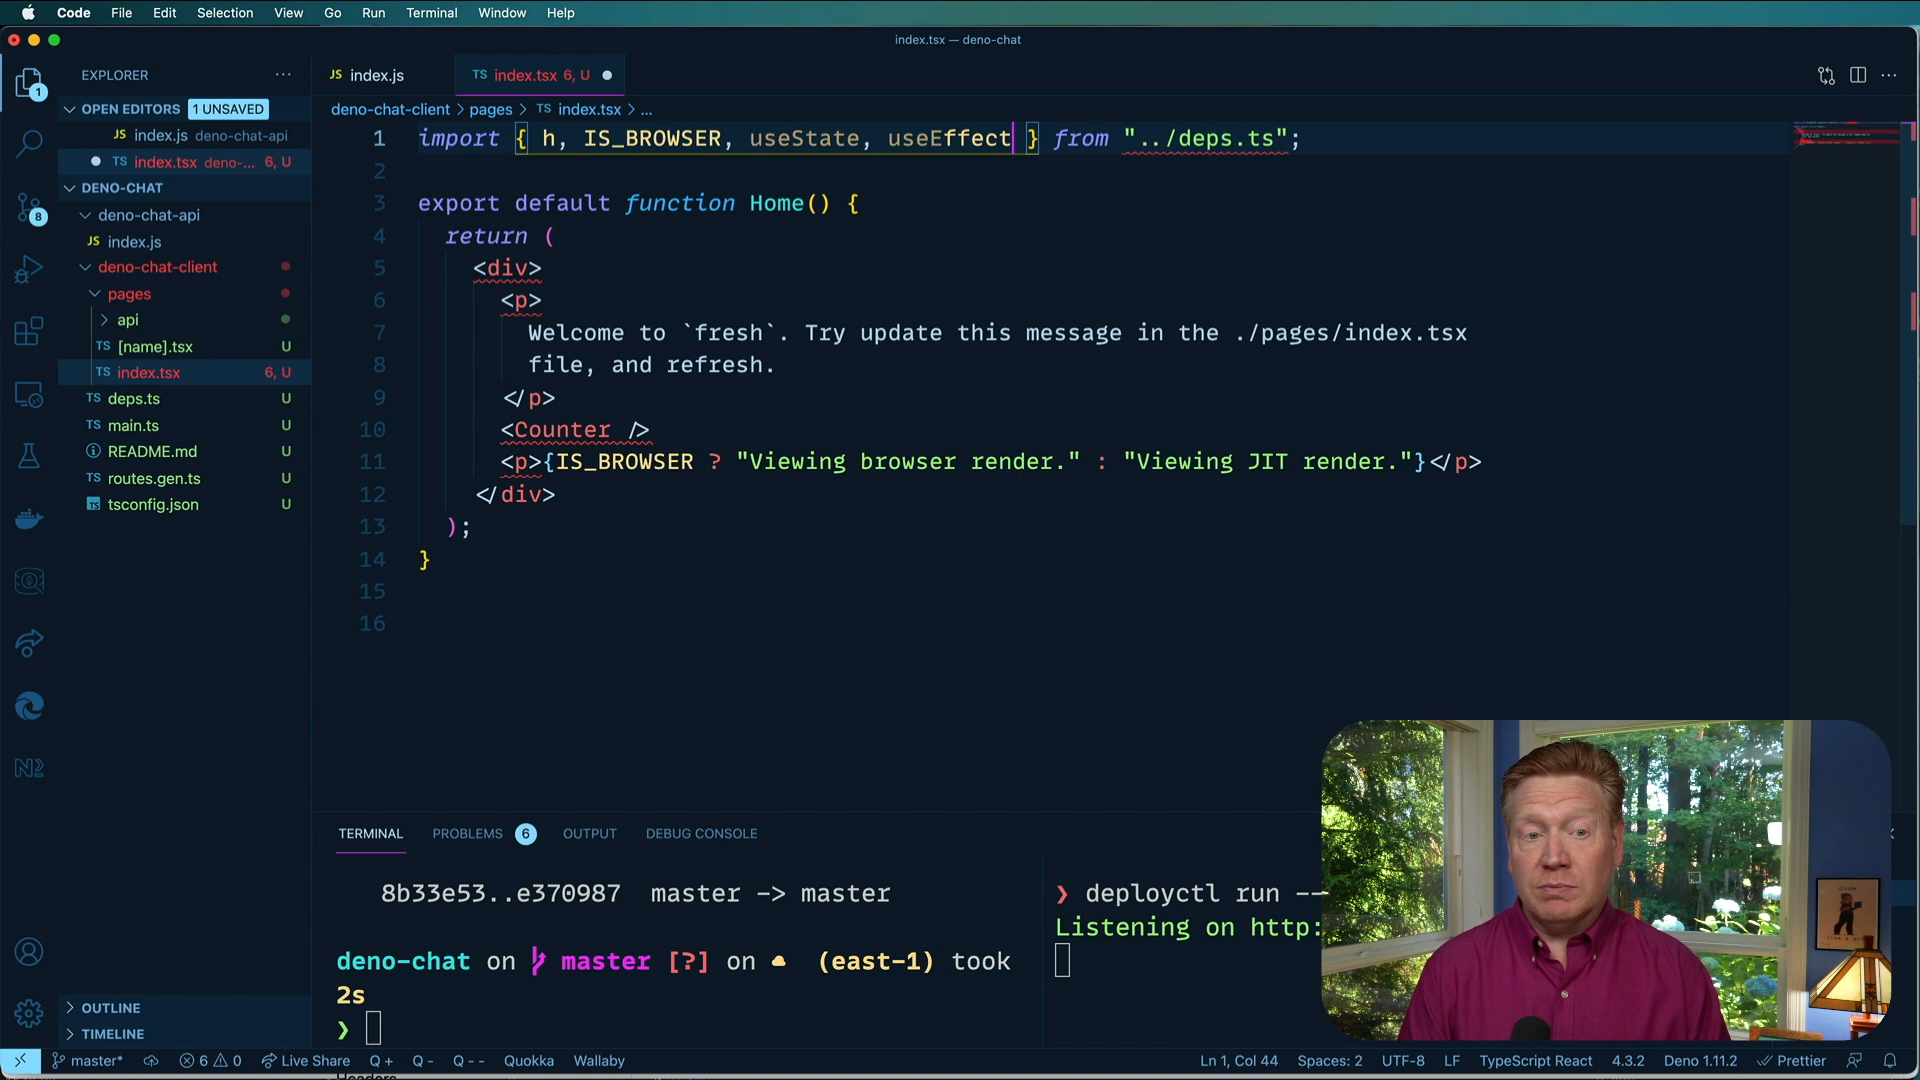 Code File Edit Selection View Go Run Terminal Window Help
index.tsx — deno-chat
EXPLORER
OPEN EDITORS 1 UNSAVED
JS index.js deno-chat-api
TS index.tsx deno-... 6, U
DENO-CHAT
deno-chat-api
JS index.js
deno-chat-client
pages
api
TS [name].tsx U
TS index.tsx 6, U
TS deps.ts U
TS main.ts U
README.md U
TS routes.gen.ts U
tsconfig.json U
OUTLINE
TIMELINE
1
8
JS index.js
TS index.tsx 6, U
deno-chat-client > pages > TS index.tsx > ...
1 import { h, IS_BROWSER, useState, useEffect } from "../deps.ts";
2
3 export default function Home() {
4 return (
5 <div>
6 <p>
7 Welcome to `fresh`. Try update this message in the ./pages/index.tsx
8 file, and refresh.
9 </p>
10 <Counter />
11 <p>{IS_BROWSER ? "Viewing browser render." : "Viewing JIT render."}</p>
12 </div>
13 );
14 }
15
16
TERMINAL PROBLEMS 6 OUTPUT DEBUG CONSOLE
8b33e53..e370987 master -> master
deno-chat on master [?] on (east-1) took
2s
❯
❯ deployctl run --
Listening on http:
master* 6 0 Live Share Q + Q - Q - - Quokka Wallaby
Ln 1, Col 44 Spaces: 2 UTF-8 LF TypeScript React 4.3.2 Deno 1.11.2 Prettier